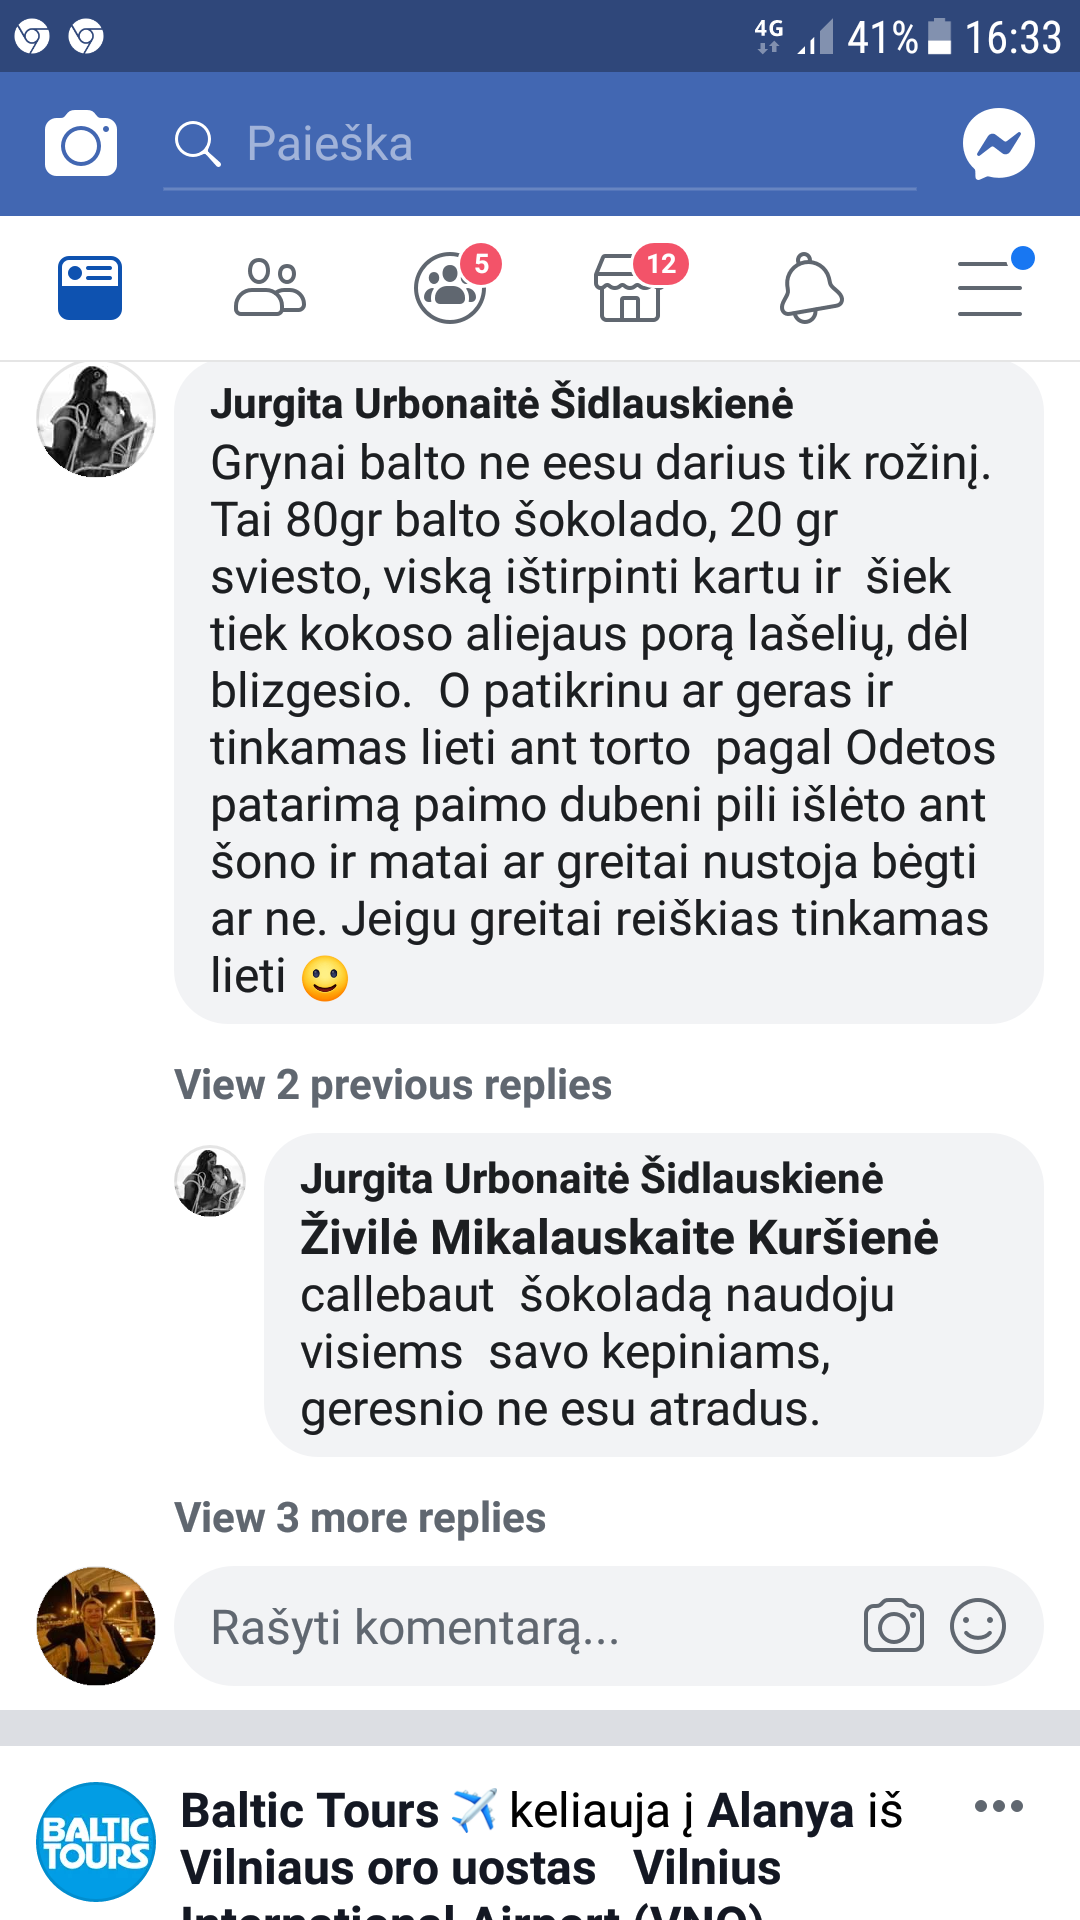 4G 41% 16:33
Paieška
5 12
Jurgita Urbonaitė Šidlauskienė
Grynai balto ne eesu darius tik rožinį.
Tai 80gr balto šokolado, 20 gr
sviesto, viską ištirpinti kartu ir  šiek
tiek kokoso aliejaus porą lašelių, dėl
blizgesio.  O patikrinu ar geras ir
tinkamas lieti ant torto  pagal Odetos
patarimą paimo dubeni pili išlėto ant
šono ir matai ar greitai nustoja bėgti
ar ne. Jeigu greitai reiškias tinkamas
lieti 🙂
View 2 previous replies
Jurgita Urbonaitė Šidlauskienė
Živilė Mikalauskaite Kuršienė
callebaut  šokoladą naudoju
visiems  savo kepiniams,
geresnio ne esu atradus.
View 3 more replies
Rašyti komentarą...
BALTIC
TOURS
Baltic Tours ✈️ keliauja į Alanya iš
Vilniaus oro uostas   Vilnius
International Airport (VNO)